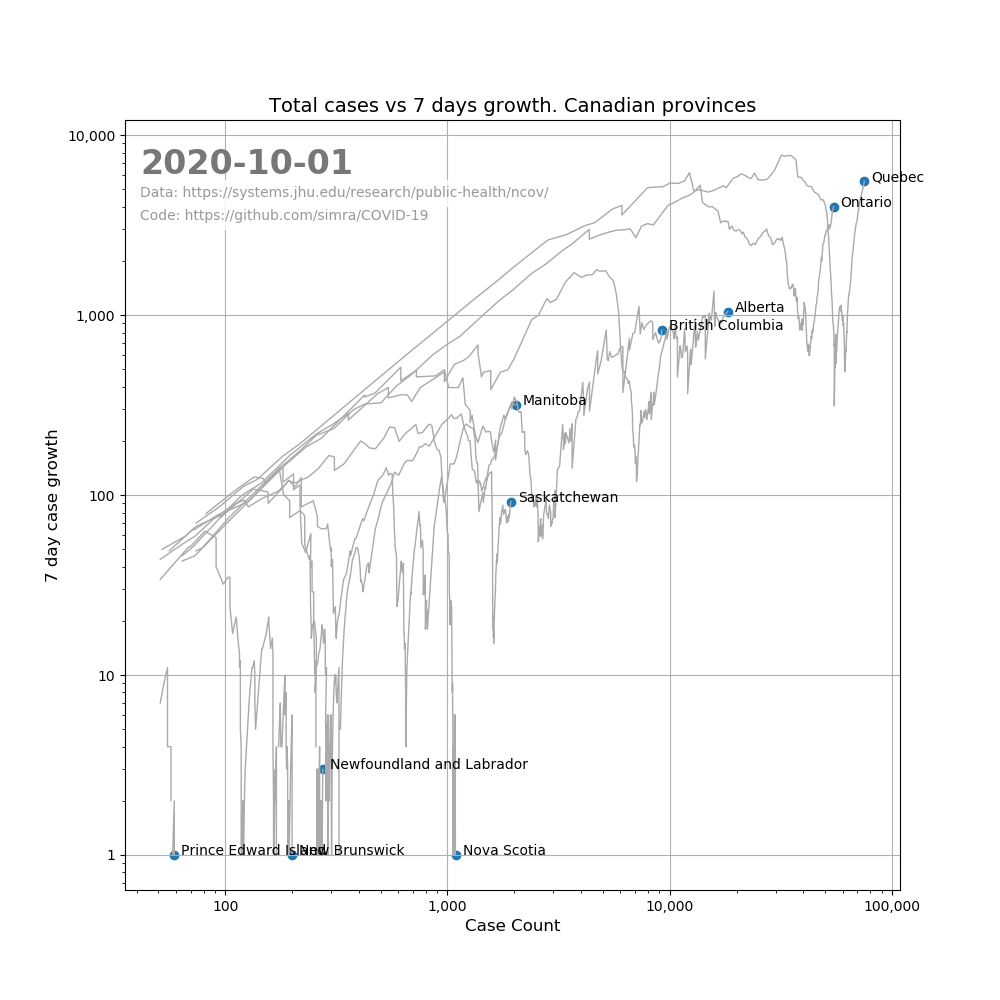 Total cases vs 7 days growth. Canadian provinces
10,000
2020-10-01
Data: https://systems.jhu.edu/research/public-health/ncov/
Code: https://github.com/simra/COVID-19
Quebec
Ontario
1,000
Alberta
British Columbia
Manitoba
100
Saskatchewan
7 day case growth
10
Newfoundland and Labrador
1
Prince Edward Island
New Brunswick
Nova Scotia
100
1,000
10,000
100,000
Case Count